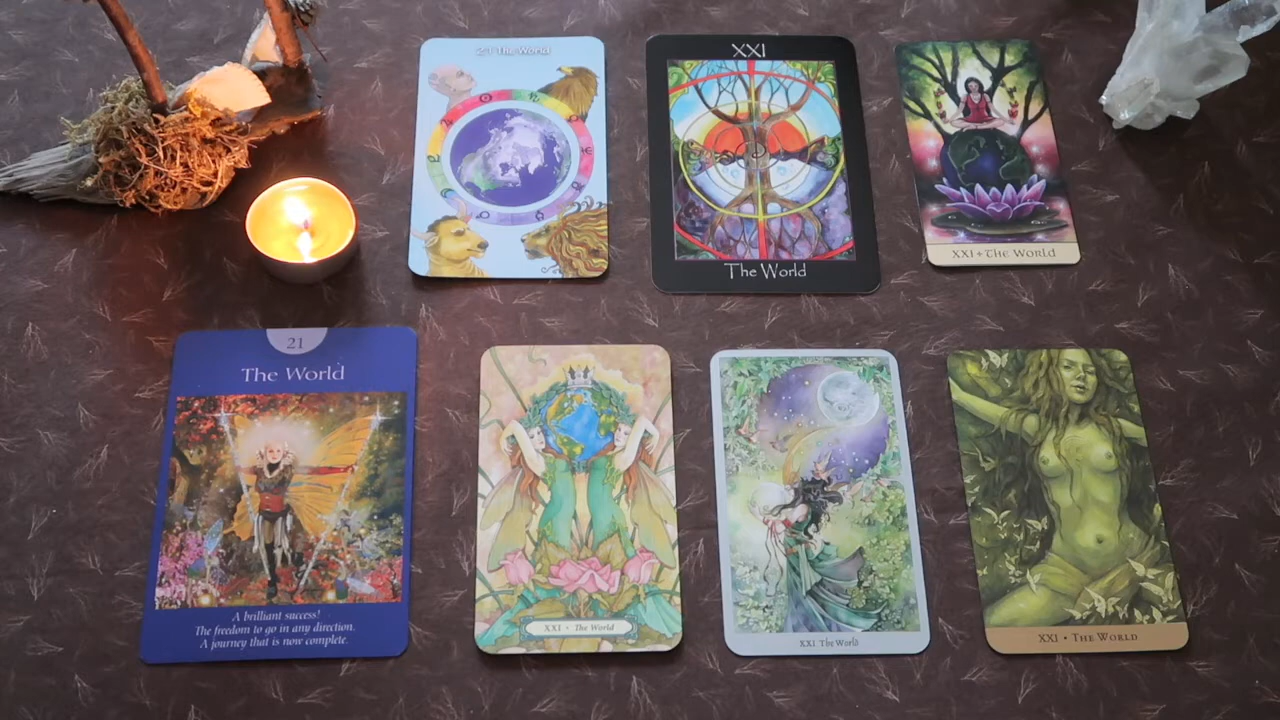 21 The World
XXI
The World
XXI ✦ The World
21
The World
A brilliant success!
The freedom to go in any direction.
A journey that is now complete.
XXI • The World
XXI The World
XXI • The World